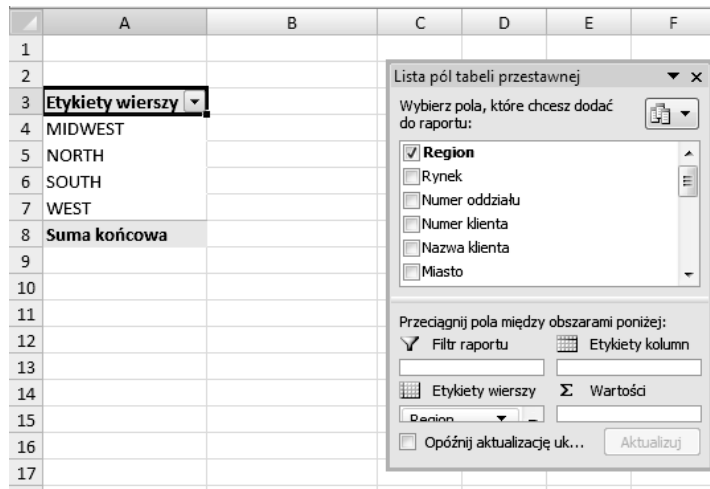 A B C D E F
1
2
3 Etykiety wierszy
4 MIDWEST
5 NORTH
6 SOUTH
7 WEST
8 Suma końcowa
9
10
11
12
13
14
15
16
17
Lista pól tabeli przestawnej
Wybierz pola, które chcesz dodać
do raportu:
Region
Rynek
Numer oddziału
Numer klienta
Nazwa klienta
Miasto
Przeciągnij pola między obszarami poniżej:
Filtr raportu Etykiety kolumn
Etykiety wierszy Σ Wartości
Region
Opóźnij aktualizację uk... Aktualizuj